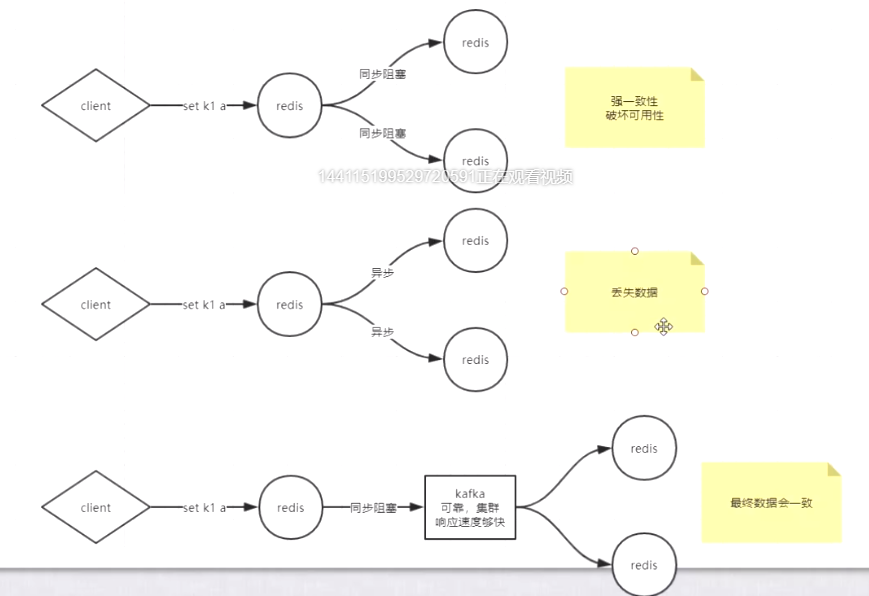 redis
同步阻塞
client
set k1 a
redis
强一致性
破坏可用性
同步阻塞
redis
144115199529720591正在观看视频
redis
异步
client
set k1 a
redis
丢失数据
异步
redis
redis
client
set k1 a
redis
同步阻塞
kafka
可靠，集群
响应速度够快
最终数据会一致
redis